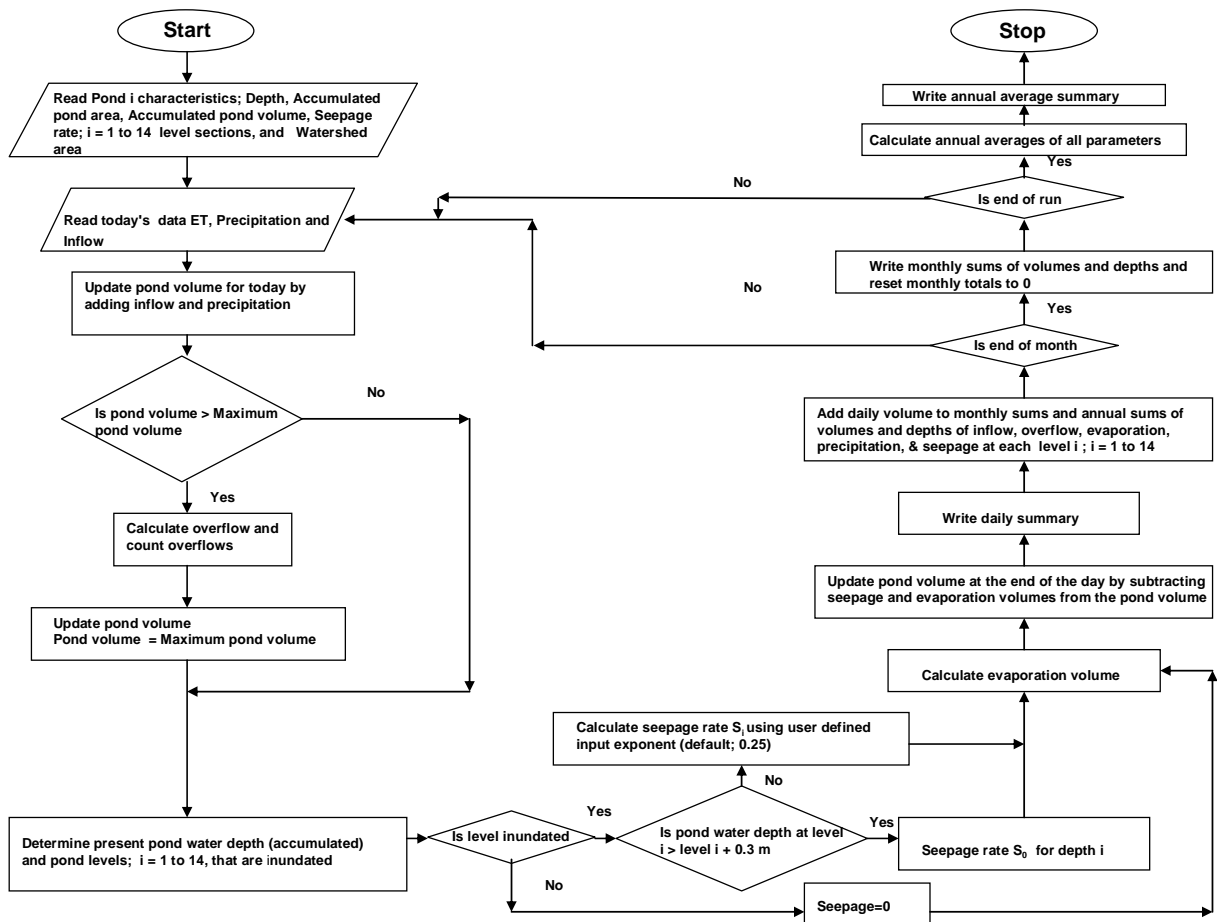 Start
Read Pond i characteristics; Depth, Accumulated
pond area, Accumulated pond volume, Seepage
rate; i = 1 to 14 level sections, and Watershed
area
Read today's data ET, Precipitation and
Inflow
Update pond volume for today by
adding inflow and precipitation
Is pond volume > Maximum
pond volume
No
Yes
Calculate overflow and
count overflows
Update pond volume
Pond volume = Maximum pond volume
Determine present pond water depth (accumulated)
and pond levels; i = 1 to 14, that are inundated
Is level inundated
Yes
No
Is pond water depth at level
i > level i + 0.3 m
No
Yes
Calculate seepage rate Si using user defined
input exponent (default; 0.25)
Seepage rate S0 for depth i
Seepage=0
Calculate evaporation volume
Update pond volume at the end of the day by subtracting
seepage and evaporation volumes from the pond volume
Write daily summary
Add daily volume to monthly sums and annual sums of
volumes and depths of inflow, overflow, evaporation,
precipitation, & seepage at each level i ; i = 1 to 14
Is end of month
No
Yes
Write monthly sums of volumes and depths and
reset monthly totals to 0
Is end of run
No
Yes
Calculate annual averages of all parameters
Write annual average summary
Stop